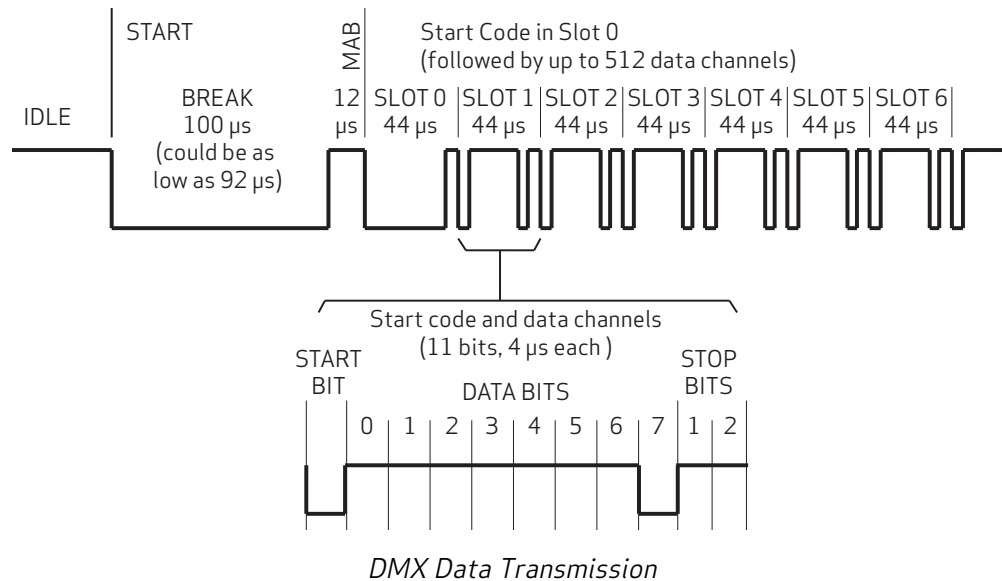 START
MAB
Start Code in Slot 0
(followed by up to 512 data channels)
IDLE
BREAK
100 µs
(could be as
low as 92 µs)
12
µs
SLOT 0
44 µs
SLOT 1
44 µs
SLOT 2
44 µs
SLOT 3
44 µs
SLOT 4
44 µs
SLOT 5
44 µs
SLOT 6
44 µs
Start code and data channels
(11 bits, 4 µs each )
START
BIT
DATA BITS
STOP
BITS
0 1 2 3 4 5 6 7 1 2
DMX Data Transmission